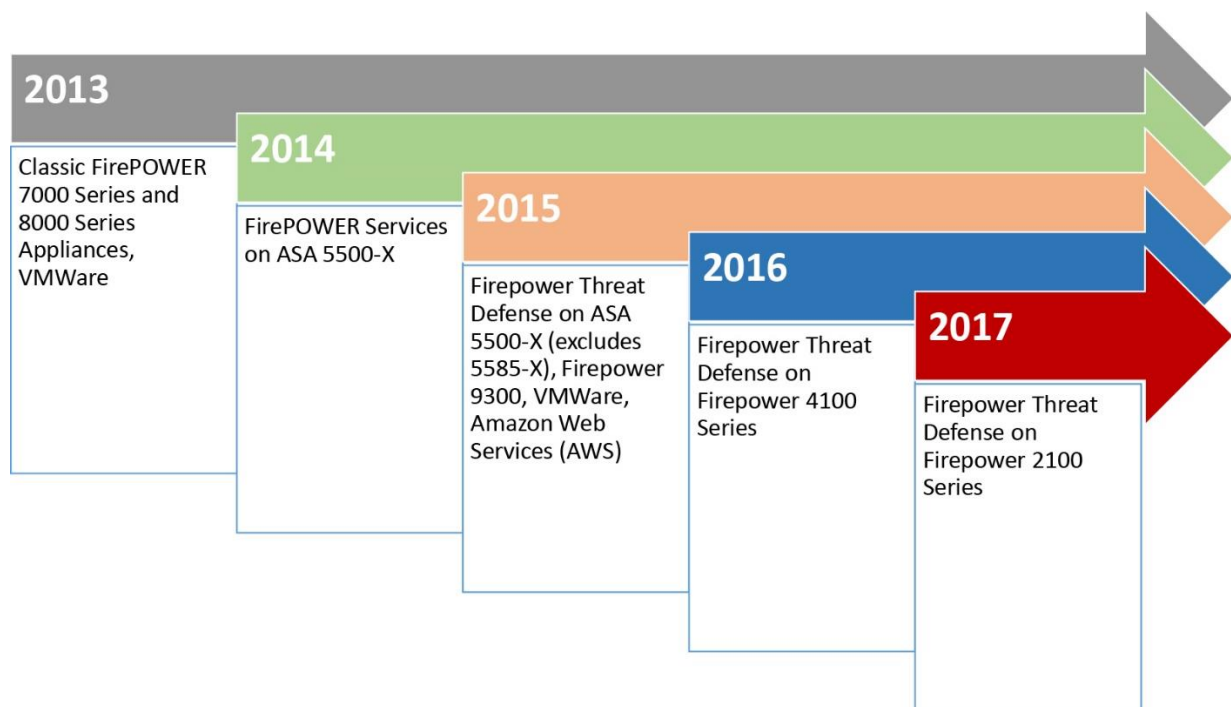 2013
Classic FirePOWER
7000 Series and
8000 Series
Appliances,
VMWare
2014
FirePOWER Services
on ASA 5500-X
2015
Firepower Threat
Defense on ASA
5500-X (excludes
5585-X), Firepower
9300, VMWare,
Amazon Web
Services (AWS)
2016
Firepower Threat
Defense on
Firepower 4100
Series
2017
Firepower Threat
Defense on
Firepower 2100
Series